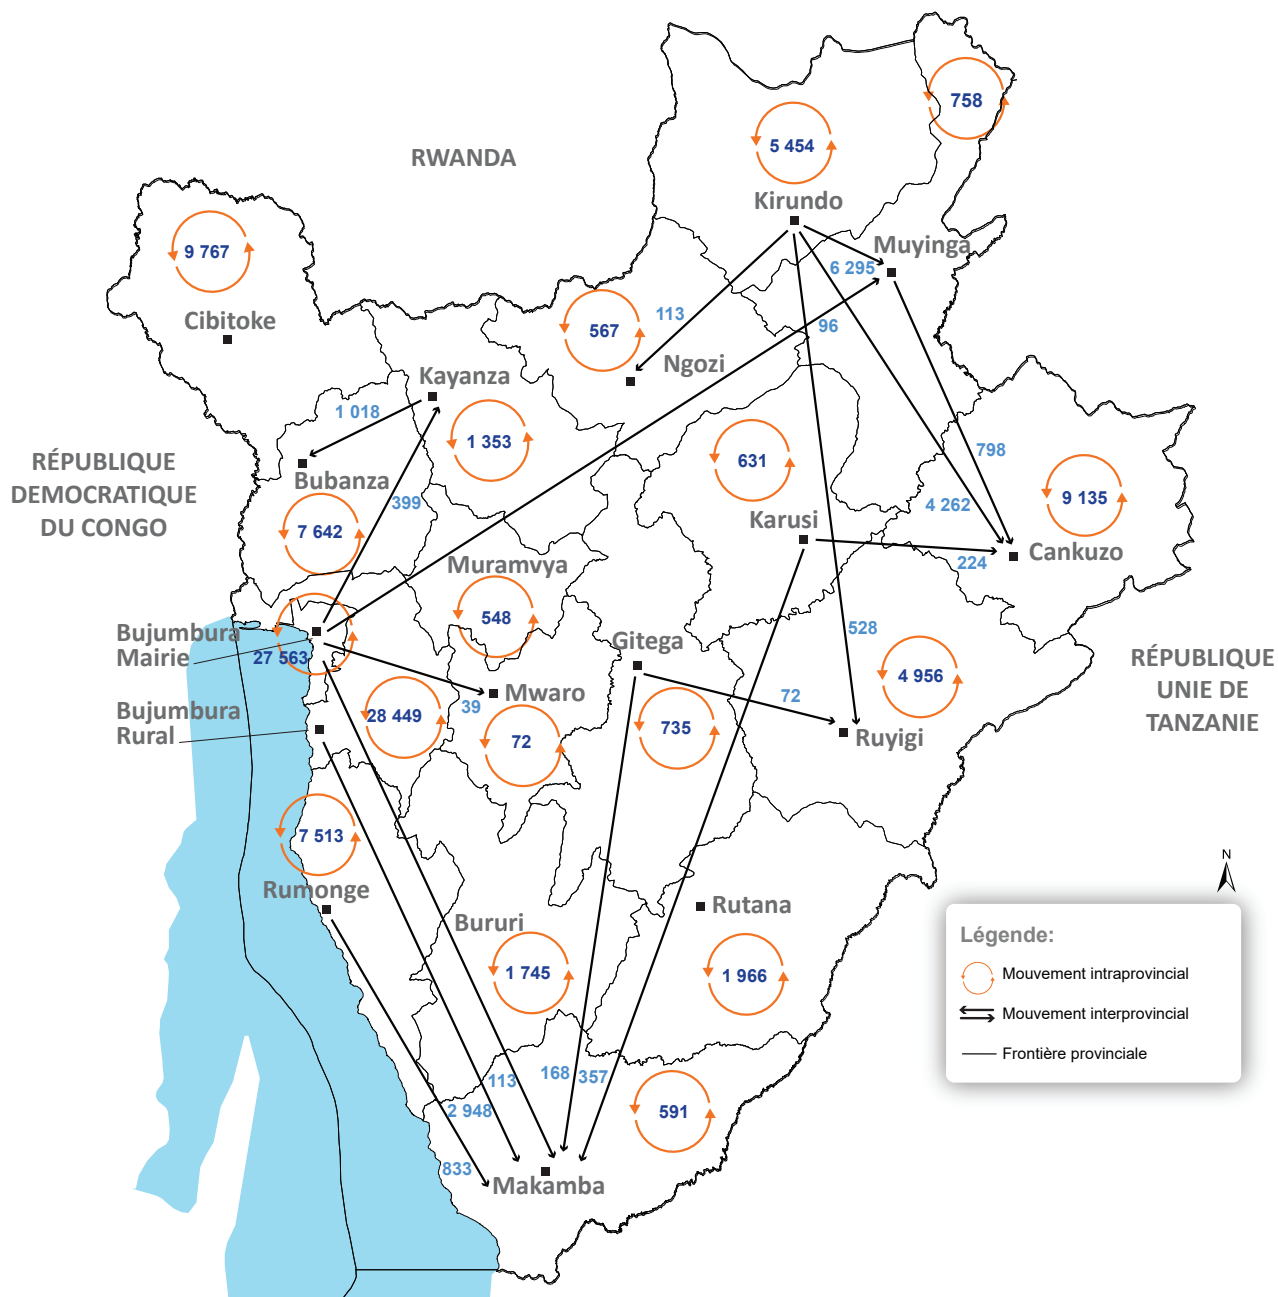 758
5 454
RWANDA
Kirundo
9 767
Muyinga
6 295
Cibitoke
113
567
96
Ngozi
Kayanza
1 018
1 353
798
RÉPUBLIQUE
DEMOCRATIQUE
DU CONGO
631
Bubanza
399
9 135
4 262
7 642
Karusi
Cankuzo
224
Muramvya
548
Bujumbura
Mairie
27 563
Gitega
528
RÉPUBLIQUE
UNIE DE
TANZANIE
4 956
Mwaro
39
72
Bujumbura
Rural
28 449
72
735
Ruyigi
7 513
Rumonge
Rutana
Bururi
1 745
1 966
N
Légende:
Mouvement intraprovincial
Mouvement interprovincial
Frontière provinciale
168
357
113
2 948
591
833
Makamba